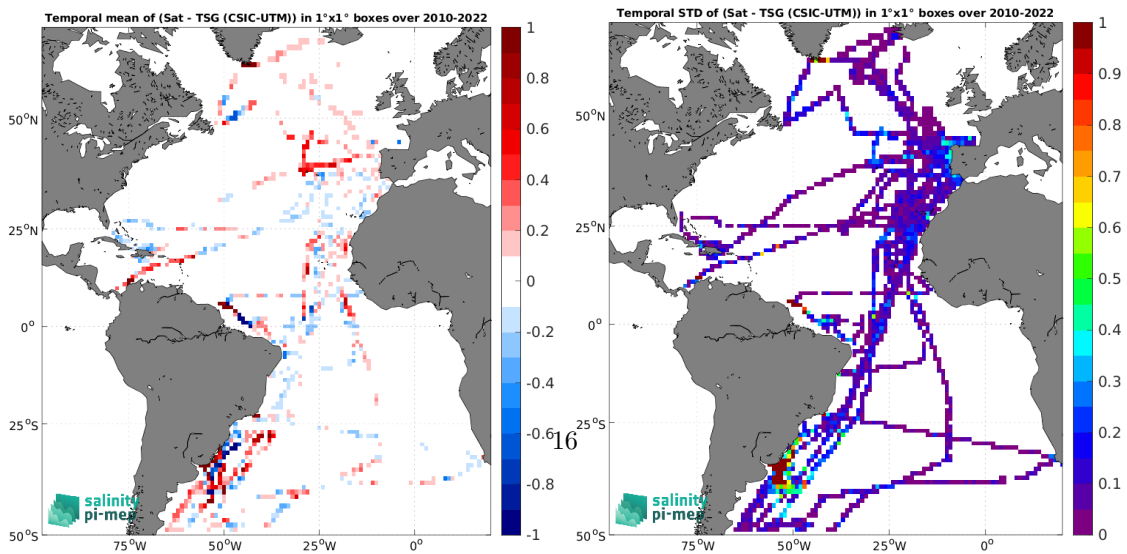 Temporal mean of (Sat - TSG (CSIC-UTM)) in 1°x1° boxes over 2010-2022
50°N
25°N
0°
25°S
50°S
75°W
50°W
25°W
0°
1
0.8
0.6
0.4
0.2
0
-0.2
-0.4
-0.6
-0.8
-1
salinity
pi-mep
16
Temporal STD of (Sat - TSG (CSIC-UTM)) in 1°x1° boxes over 2010-2022
50°N
25°N
0°
25°S
50°S
75°W
50°W
25°W
0°
1
0.9
0.8
0.7
0.6
0.5
0.4
0.3
0.2
0.1
0
salinity
pi-mep